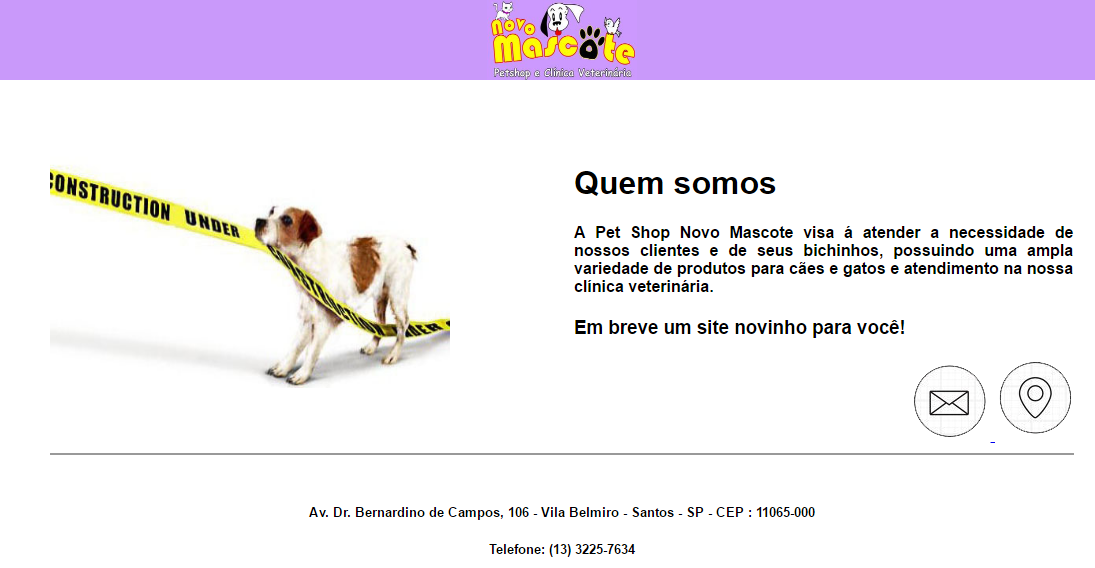 Novo
Mascote
Petshop e Clínica Veterinária
CONSTRUCTION UNDER
CONSTRUCTION UNDER
Quem somos
A Pet Shop Novo Mascote visa á atender a necessidade de
nossos clientes e de seus bichinhos, possuindo uma ampla
variedade de produtos para cães e gatos e atendimento na nossa
clínica veterinária.
Em breve um site novinho para você!
Av. Dr. Bernardino de Campos, 106 - Vila Belmiro - Santos - SP - CEP : 11065-000
Telefone: (13) 3225-7634